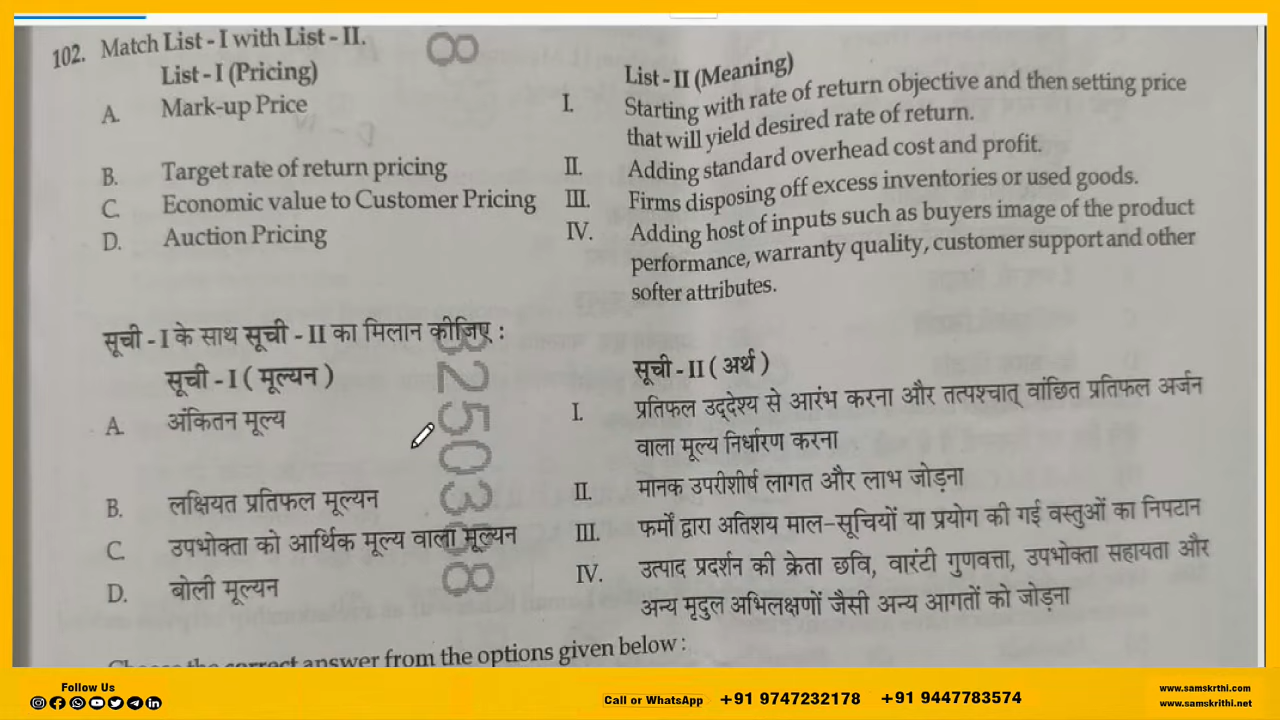 102. Match List - I with List - II.
List - I (Pricing)
List - II (Meaning)
A. Mark-up Price
I. Starting with rate of return objective and then setting price
that will yield desired rate of return.
B. Target rate of return pricing
II. Adding standard overhead cost and profit.
C. Economic value to Customer Pricing
III. Firms disposing off excess inventories or used goods.
D. Auction Pricing
IV. Adding host of inputs such as buyers image of the product
performance, warranty quality, customer support and other
softer attributes.
सूची - I के साथ सूची - II का मिलान कीजिए :
सूची - I ( मूल्यन )
सूची - II ( अर्थ )
A. अंकितन मूल्य
I. प्रतिफल उद्देश्य से आरंभ करना और तत्पश्चात् वांछित प्रतिफल अर्जन
वाला मूल्य निर्धारण करना
B. लक्षियत प्रतिफल मूल्यन
II. मानक उपरीशीर्ष लागत और लाभ जोड़ना
C. उपभोक्ता को आर्थिक मूल्य वाला मूल्यन
III. फर्मों द्वारा अतिशय माल-सूचियों या प्रयोग की गई वस्तुओं का निपटान
D. बोली मूल्यन
IV. उत्पाद प्रदर्शन की क्रेता छवि, वारंटी गुणवत्ता, उपभोक्ता सहायता और
अन्य मृदुल अभिलक्षणों जैसी अन्य आगतों को जोड़ना
Choose the correct answer from the options given below :
Follow Us
Call or WhatsApp +91 9747232178 +91 9447783574
www.samskrthi.com
www.samskrithi.net